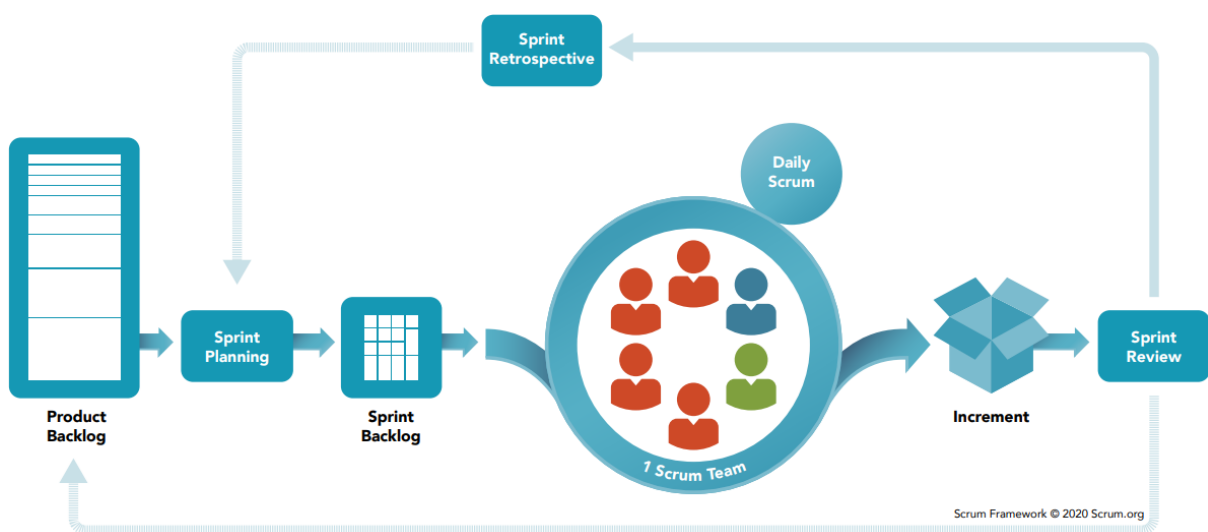 Sprint
Retrospective
Daily
Scrum
Sprint
Planning
Sprint
Review
Product
Backlog
Sprint
Backlog
Increment
1 Scrum Team
Scrum Framework © 2020 Scrum.org